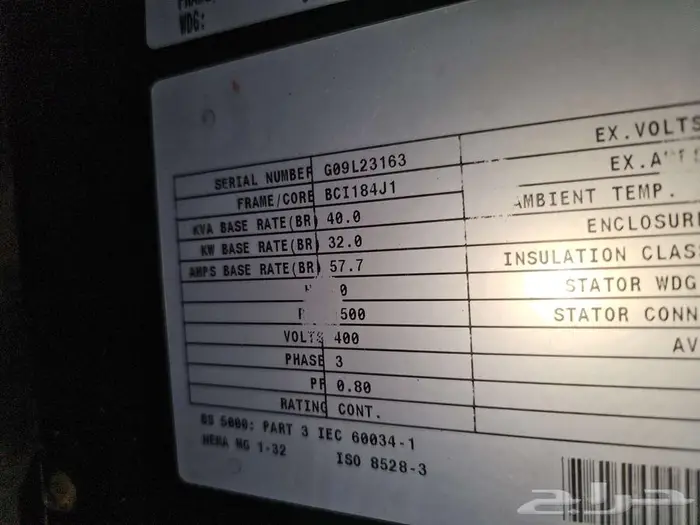 WDG:
SERIAL NUMBER G09L23163
FRAME/CORE BCI184J1
KVA BASE RATE(BR) 40.0
KW BASE RATE(BR) 32.0
AMPS BASE RATE(BR) 57.7
0
500
VOLTS 400
PHASE 3
PF 0.80
RATING CONT.
BS 5000: PART 3 IEC 60034-1
NEMA MG 1-32 ISO 8528-3
EX.VOLTS
EX.A
AMBIENT TEMP.
ENCLOSUR
INSULATION CLAS
STATOR WDG
STATOR CONN
AV
حراج